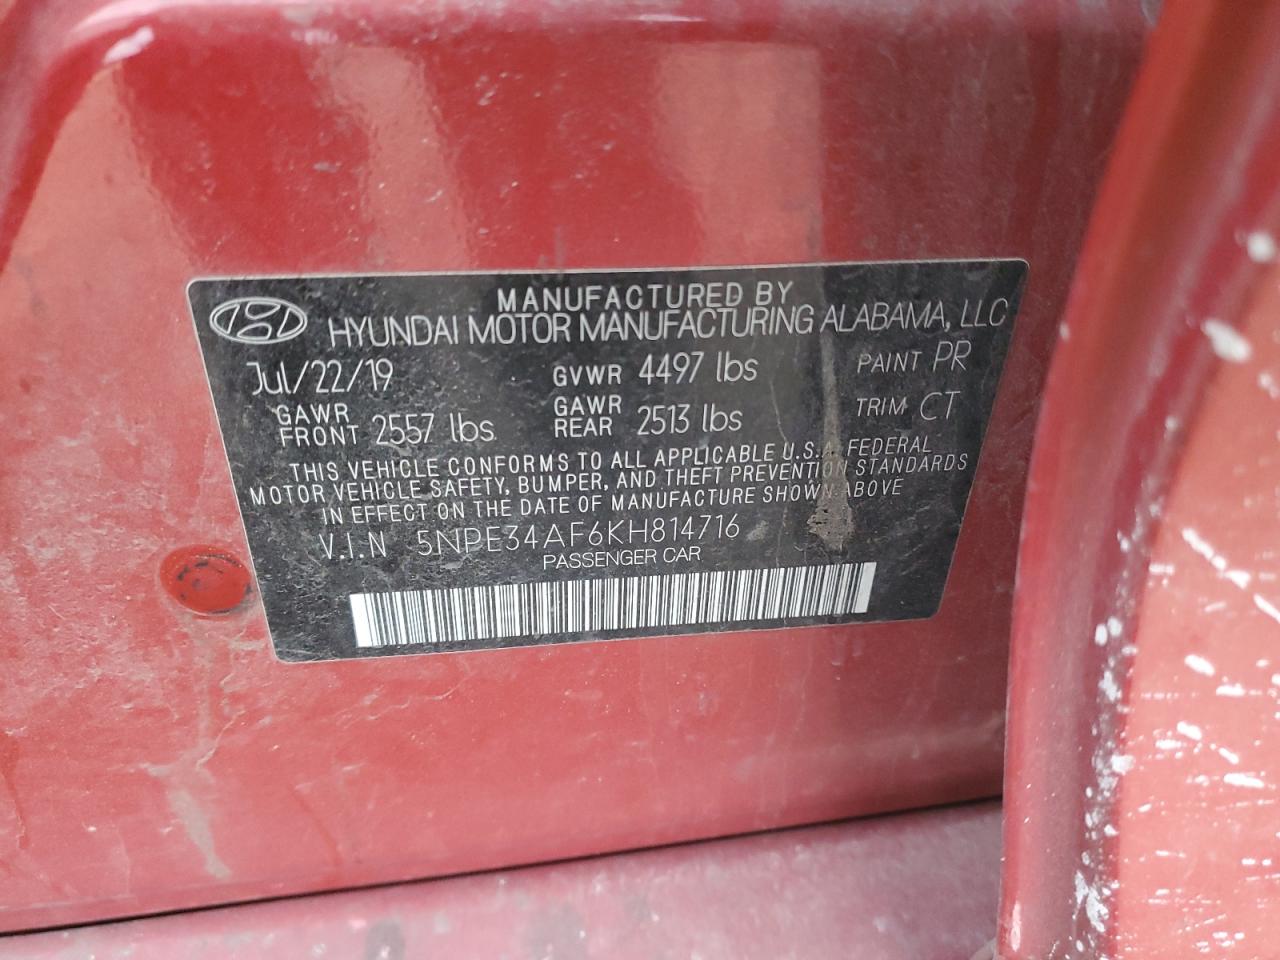 MANUFACTURED BY
HYUNDAI MOTOR MANUFACTURING ALABAMA, LLC
Jul/22/19 GVWR 4497 lbs PAINT PR
GAWR FRONT 2557 lbs GAWR REAR 2513 lbs TRIM CT
THIS VEHICLE CONFORMS TO ALL APPLICABLE U.S.A. FEDERAL
MOTOR VEHICLE SAFETY, BUMPER, AND THEFT PREVENTION STANDARDS
IN EFFECT ON THE DATE OF MANUFACTURE SHOWN ABOVE
V.I.N 5NPE34AF6KH814716
PASSENGER CAR